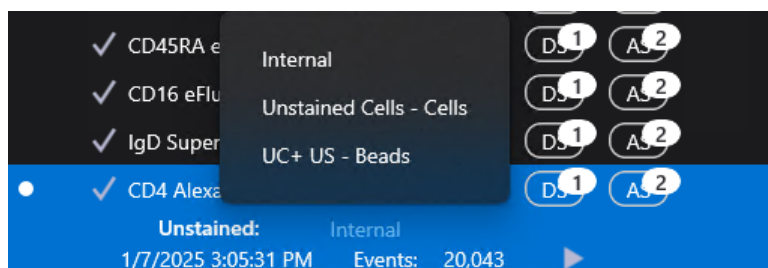 CD45RA e DS 1 AS 2
Internal
CD16 eFlu DS 1 AS 2
Unstained Cells - Cells
IgD Super DS 1 AS 2
UC+ US - Beads
CD4 Alexa DS 1 AS 2
Unstained: Internal
1/7/2025 3:05:31 PM Events: 20,043